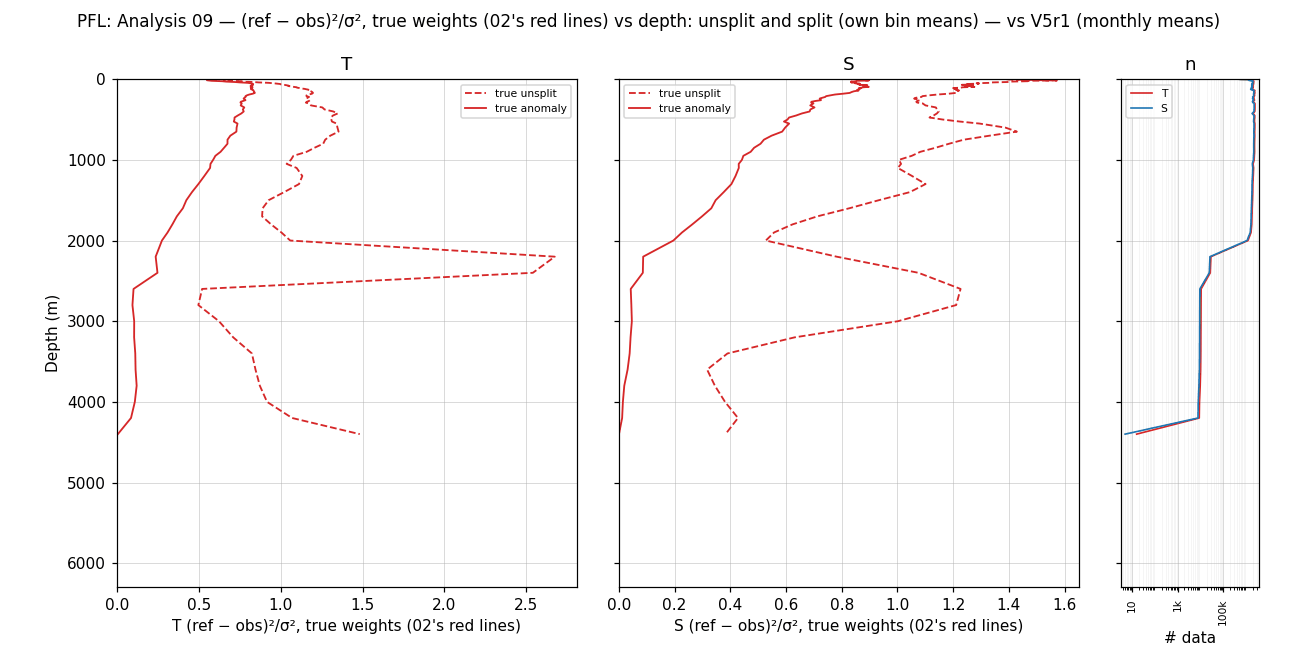 PFL: Analysis 09 — (ref − obs)²/σ², true weights (02's red lines) vs depth: unsplit and split (own bin means) — vs V5r1 (monthly means)
T
S
n
true unsplit
true anomaly
true unsplit
true anomaly
T
S
0
1000
2000
3000
4000
5000
6000
Depth (m)
0.0 0.5 1.0 1.5 2.0 2.5
0.0 0.2 0.4 0.6 0.8 1.0 1.2 1.4 1.6
10 1k 100k
T (ref − obs)²/σ², true weights (02's red lines)
S (ref − obs)²/σ², true weights (02's red lines)
# data